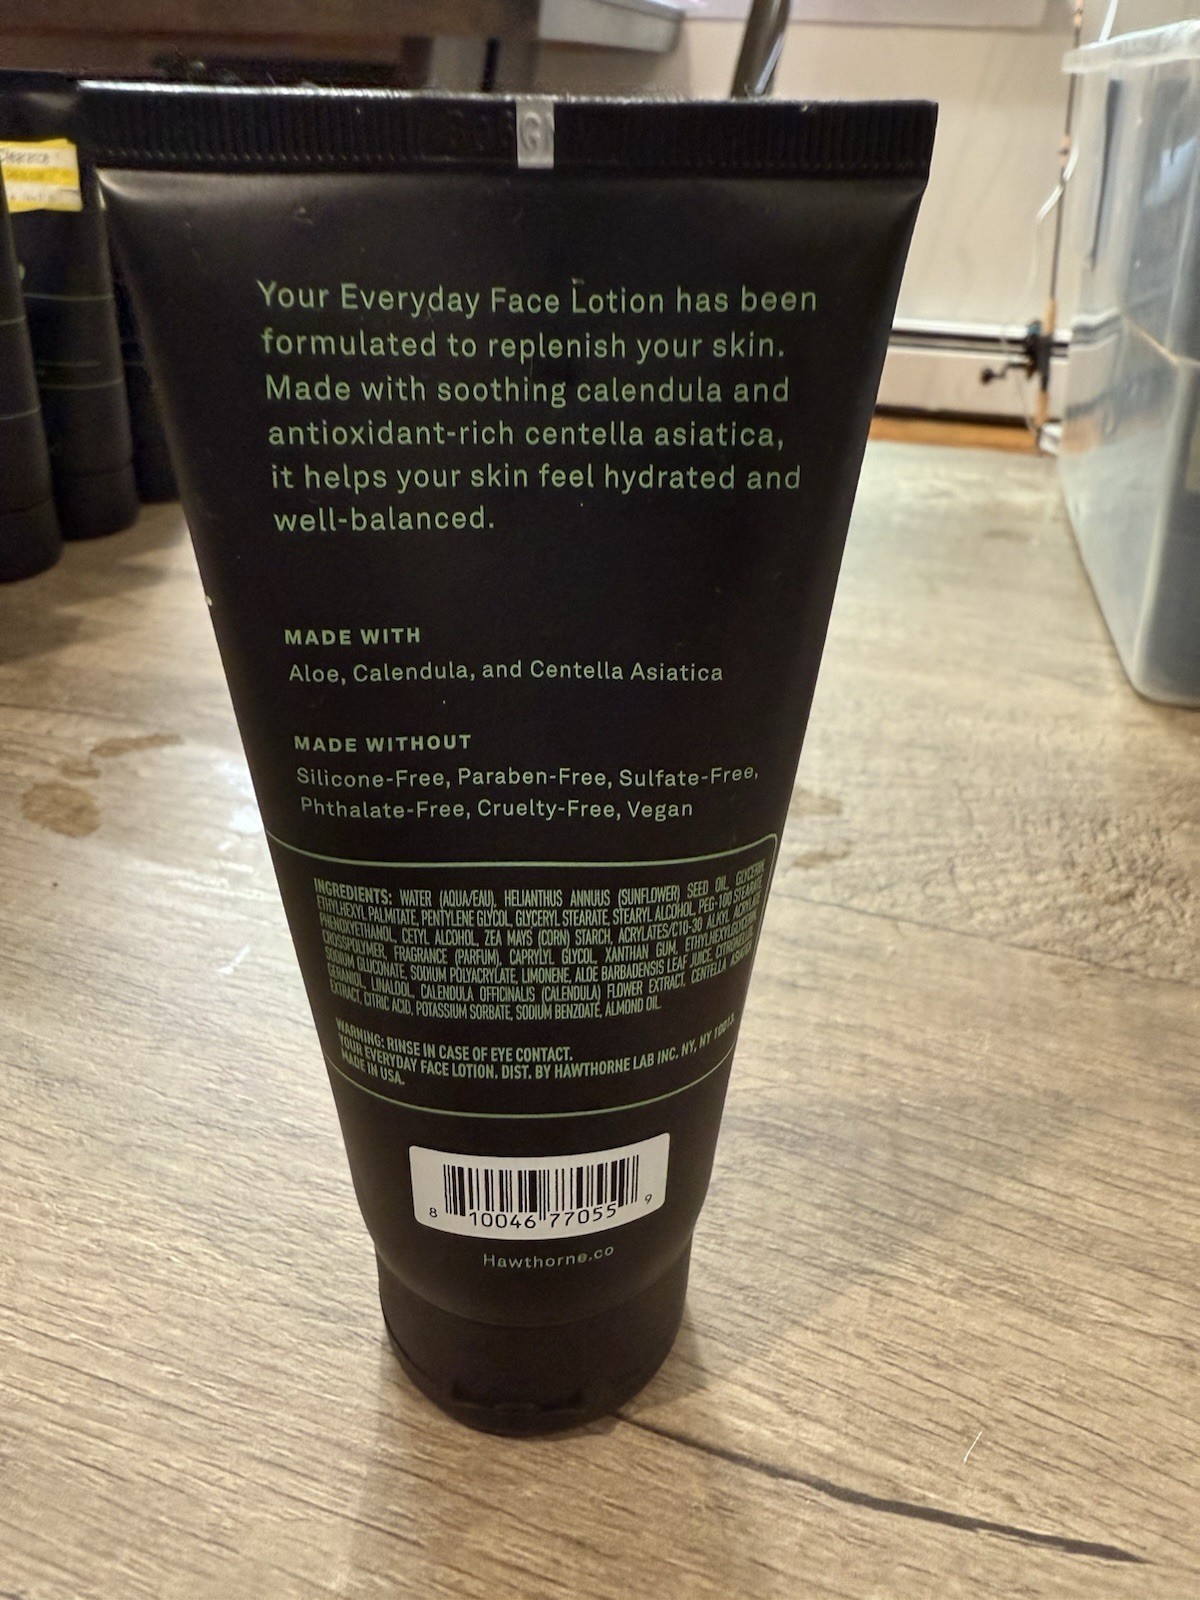 Clearance
Your Everyday Face Lotion has been
formulated to replenish your skin.
Made with soothing calendula and
antioxidant-rich centella asiatica,
it helps your skin feel hydrated and
well-balanced.
MADE WITH
Aloe, Calendula, and Centella Asiatica
MADE WITHOUT
Silicone-Free, Paraben-Free, Sulfate-Free,
Phthalate-Free, Cruelty-Free, Vegan
INGREDIENTS: WATER (AQUA/EAU), HELIANTHUS ANNUUS (SUNFLOWER) SEED OIL, GLYCERIN,
ETHYLHEXYL PALMITATE, PENTYLENE GLYCOL, GLYCERYL STEARATE, STEARYL ALCOHOL, PEG-100 STEARATE,
PHENOXYETHANOL, CETYL ALCOHOL, ZEA MAYS (CORN) STARCH, ACRYLATES/C10-30 ALKYL ACRYLATE
CROSSPOLYMER, FRAGRANCE (PARFUM), CAPRYLYL GLYCOL, XANTHAN GUM, ETHYLHEXYLGLYCERIN,
SODIUM GLUCONATE, SODIUM POLYACRYLATE, LIMONENE, ALOE BARBADENSIS LEAF JUICE, CITRONELLOL,
GERANIOL, LINALOOL, CALENDULA OFFICINALIS (CALENDULA) FLOWER EXTRACT, CENTELLA ASIATICA
EXTRACT, CITRIC ACID, POTASSIUM SORBATE, SODIUM BENZOATE, ALMOND OIL.
WARNING: RINSE IN CASE OF EYE CONTACT.
YOUR EVERYDAY FACE LOTION. DIST. BY HAWTHORNE LAB INC. NY, NY 10013.
MADE IN USA.
8 10046 77055 9
Hawthorne.co